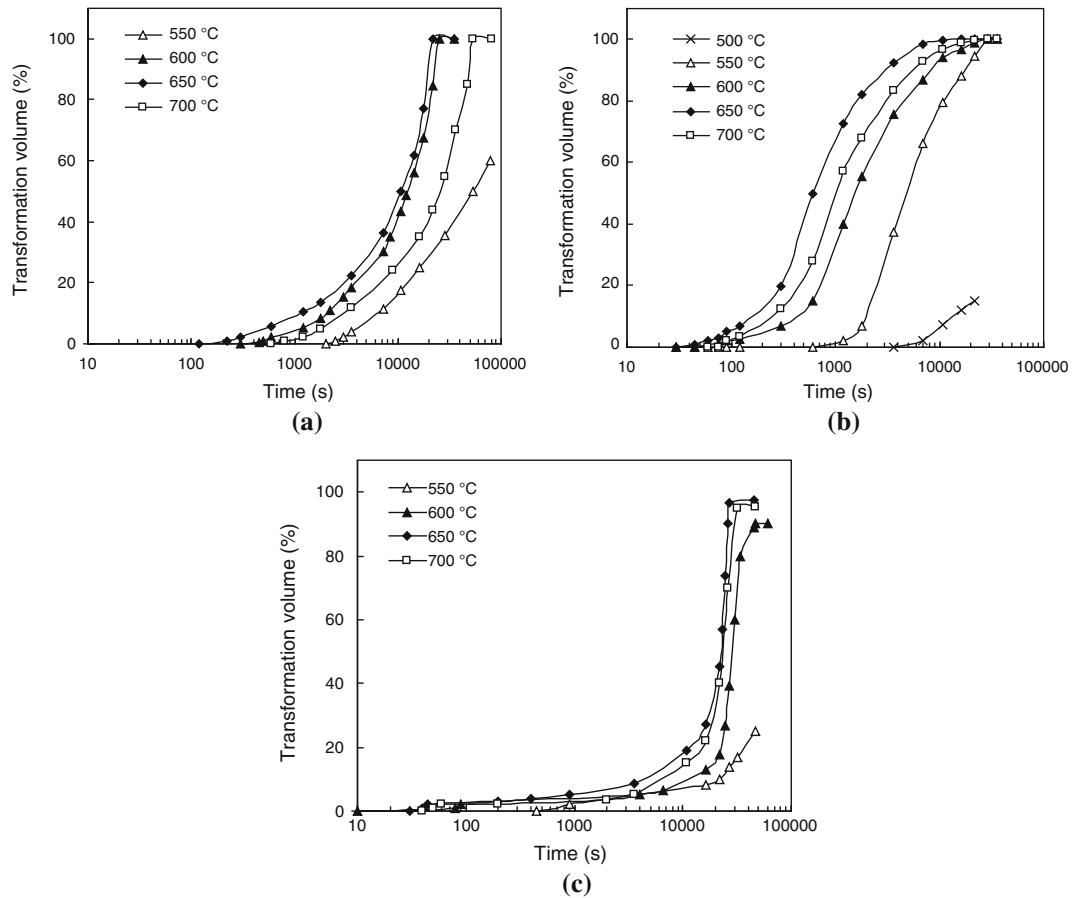 Transformation volume (%)
100
80
60
40
20
0
550 °C
600 °C
650 °C
700 °C
10 100 1000 10000 100000
Time (s)
(a)
Transformation volume (%)
100
80
60
40
20
0
500 °C
550 °C
600 °C
650 °C
700 °C
10 100 1000 10000 100000
Time (s)
(b)
Transformation volume (%)
100
80
60
40
20
0
550 °C
600 °C
650 °C
700 °C
10 100 1000 10000 100000
Time (s)
(c)